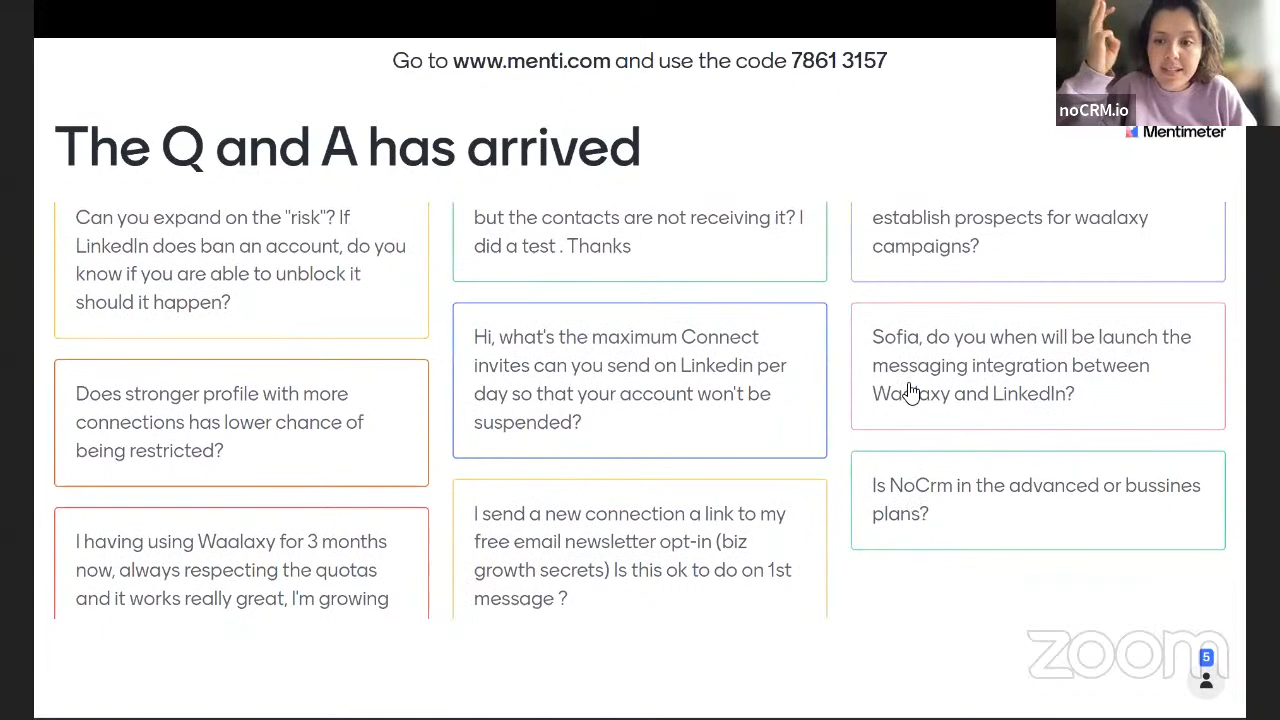 Go to www.menti.com and use the code 7861 3157
noCRM.io
Mentimeter
The Q and A has arrived
Can you expand on the "risk"? If
LinkedIn does ban an account, do you
know if you are able to unblock it
should it happen?
Does stronger profile with more
connections has lower chance of
being restricted?
I having using Waalaxy for 3 months
now, always respecting the quotas
and it works really great, I'm growing
but the contacts are not receiving it? I
did a test . Thanks
Hi, what's the maximum Connect
invites can you send on Linkedin per
day so that your account won't be
suspended?
I send a new connection a link to my
free email newsletter opt-in (biz
growth secrets) Is this ok to do on 1st
message ?
establish prospects for waalaxy
campaigns?
Sofia, do you when will be launch the
messaging integration between
Waalaxy and LinkedIn?
Is NoCrm in the advanced or bussines
plans?
zoom
5